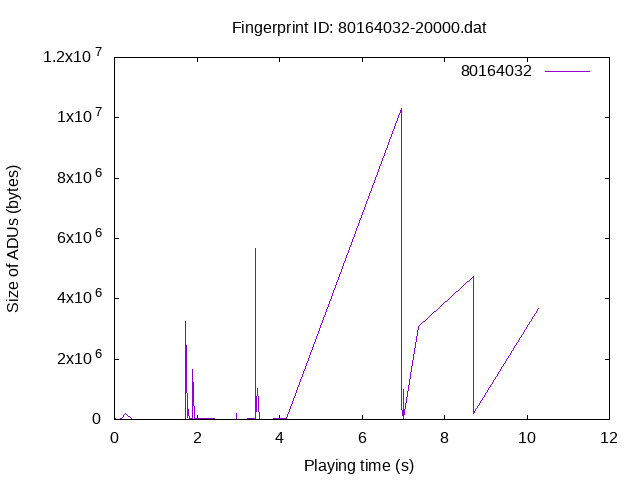 Fingerprint ID: 80164032-20000.dat
1.2x10^7
80164032
1x10^7
8x10^6
6x10^6
4x10^6
2x10^6
0
0 2 4 6 8 10 12
Size of ADUs (bytes)
Playing time (s)